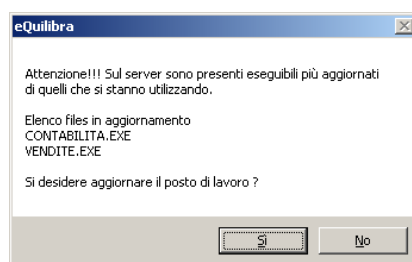 eQuilibra
Attenzione!!! Sul server sono presenti eseguibili più aggiornati
di quelli che si stanno utilizzando.
Elenco files in aggiornamento
CONTABILITA.EXE
VENDITE.EXE
Si desidere aggiornare il posto di lavoro ?
Sì
No